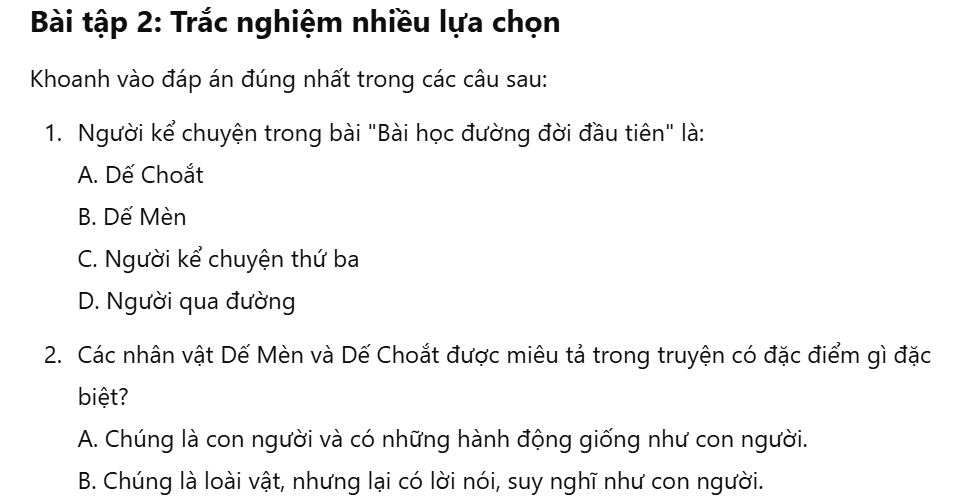 Bài tập 2: Trắc nghiệm nhiều lựa chọn
Khoanh vào đáp án đúng nhất trong các câu sau:
1. Người kể chuyện trong bài "Bài học đường đời đầu tiên" là:
A. Dế Choắt
B. Dế Mèn
C. Người kể chuyện thứ ba
D. Người qua đường
2. Các nhân vật Dế Mèn và Dế Choắt được miêu tả trong truyện có đặc điểm gì đặc
biệt?
A. Chúng là con người và có những hành động giống như con người.
B. Chúng là loài vật, nhưng lại có lời nói, suy nghĩ như con người.